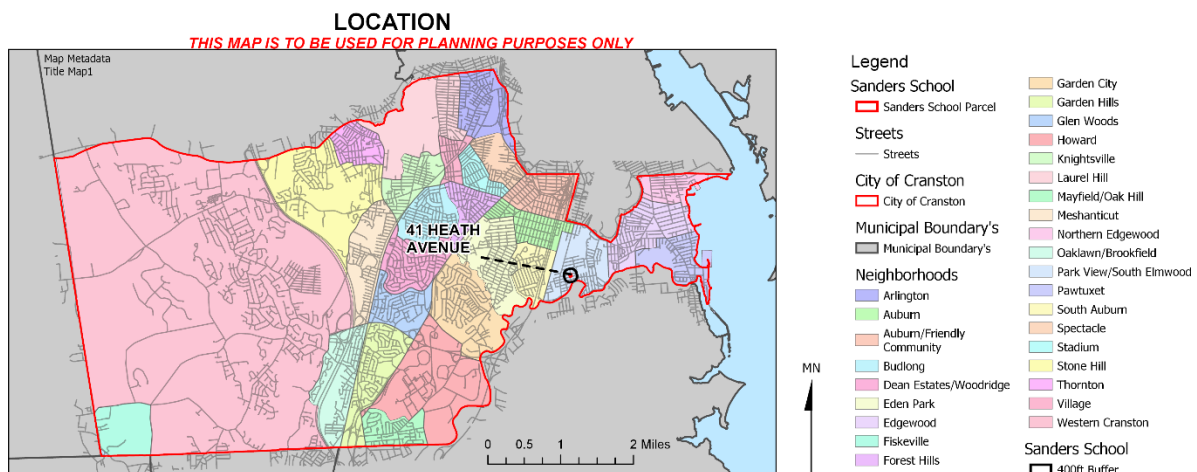 LOCATION
THIS MAP IS TO BE USED FOR PLANNING PURPOSES ONLY
Map Metadata
Title Map1
41 HEATH
AVENUE
0 0.5 1 2 Miles
Legend
Sanders School
Sanders School Parcel
Streets
Streets
City of Cranston
City of Cranston
Municipal Boundary's
Municipal Boundary's
Neighborhoods
Arlington
Auburn
Auburn/Friendly
Community
Budlong
Dean Estates/Woodridge
Eden Park
Edgewood
Fiskeville
Forest Hills
Garden City
Garden Hills
Glen Woods
Howard
Knightsville
Laurel Hill
Mayfield/Oak Hill
Meshanticut
Northern Edgewood
Oaklawn/Brookfield
Park View/South Elmwood
Pawtuxet
South Auburn
Spectacle
Stadium
Stone Hill
Thornton
Village
Western Cranston
Sanders School
400ft Buffer
MN